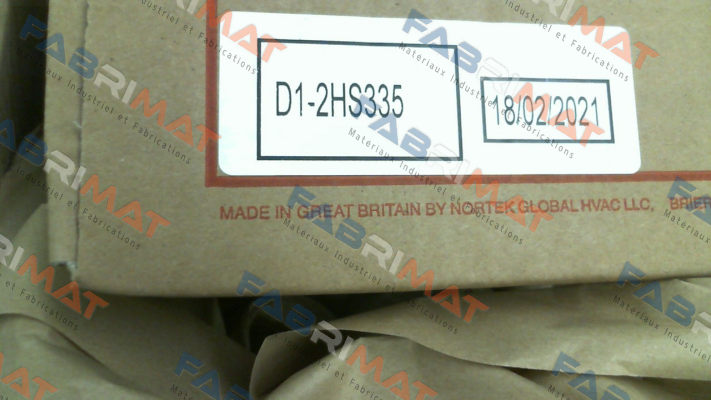 D1-2HS335
18/02/2021
MADE IN GREAT BRITAIN BY NORTEK GLOBAL HVAC LLC,
FABRIMAT
Materiaux Industriel et Fabrications